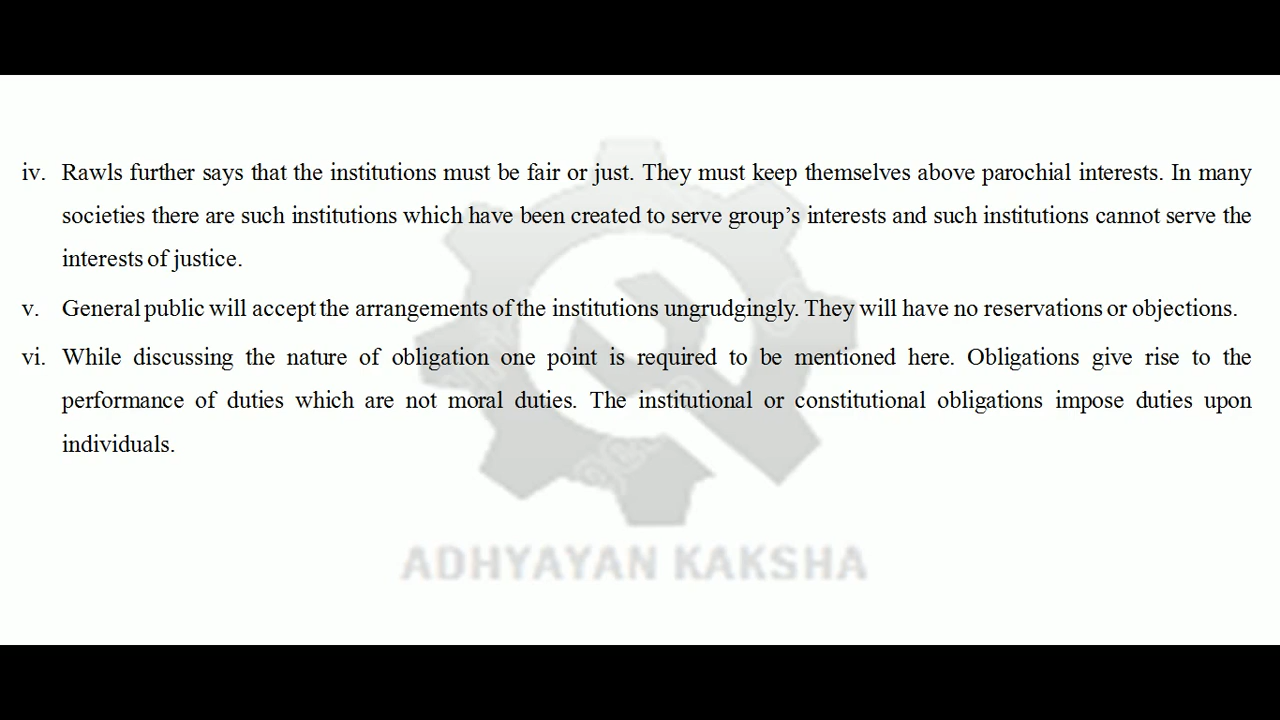 iv. Rawls further says that the institutions must be fair or just. They must keep themselves above parochial interests. In many
societies there are such institutions which have been created to serve group’s interests and such institutions cannot serve the
interests of justice.
v. General public will accept the arrangements of the institutions ungrudgingly. They will have no reservations or objections.
vi. While discussing the nature of obligation one point is required to be mentioned here. Obligations give rise to the
performance of duties which are not moral duties. The institutional or constitutional obligations impose duties upon
individuals.
ADHYAYAN KAKSHA